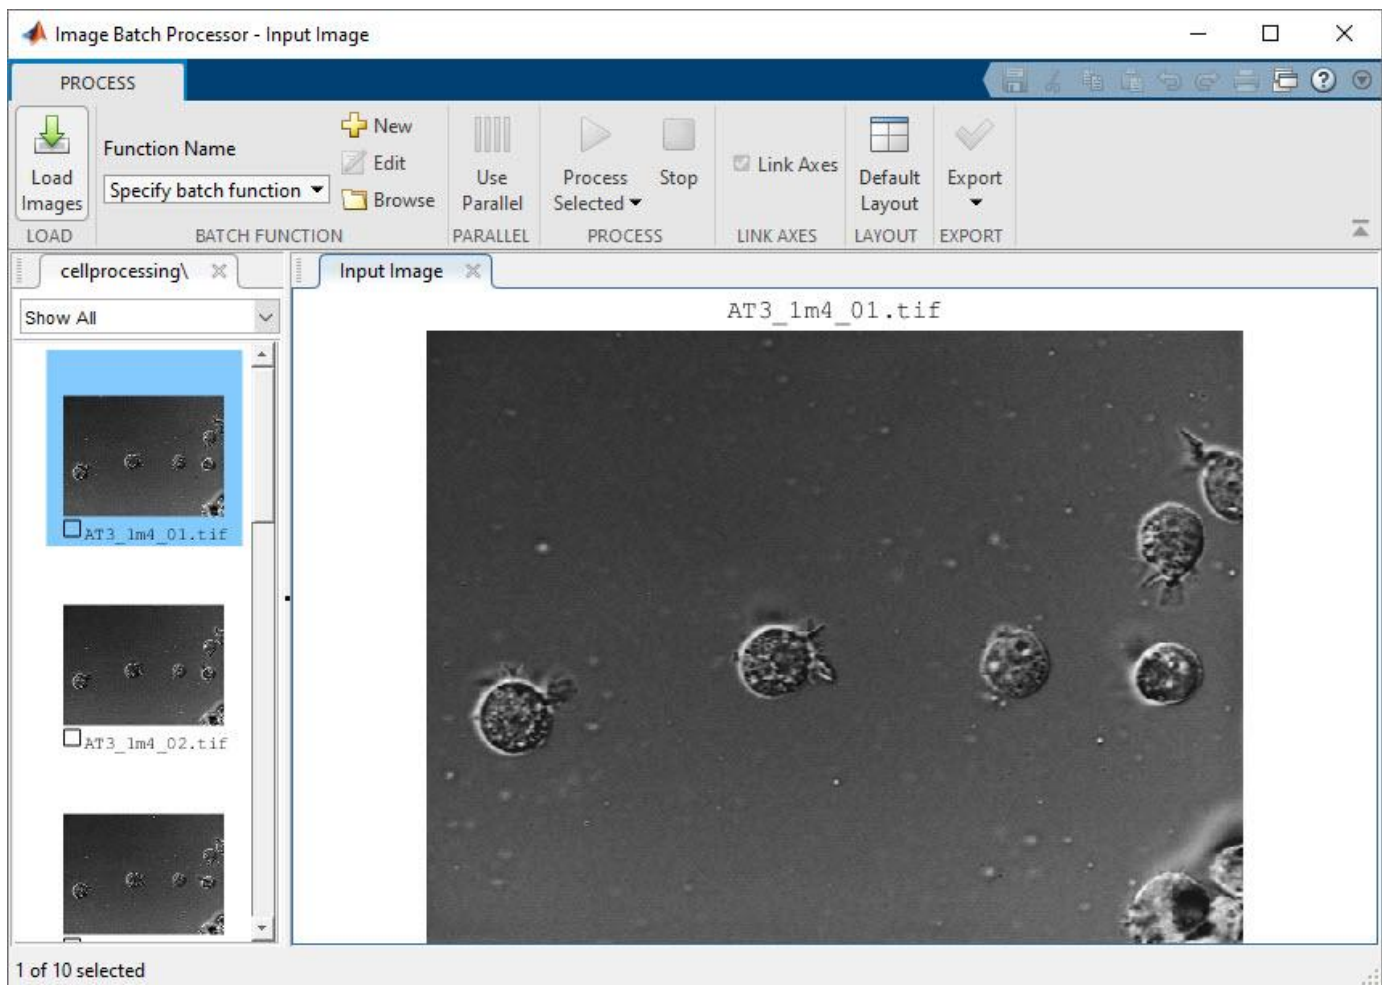 Image Batch Processor - Input Image
PROCESS
Load
Images
LOAD
Function Name
Specify batch function
New
Edit
Browse
BATCH FUNCTION
Use
Parallel
PARALLEL
Process
Selected
Stop
PROCESS
Link Axes
LINK AXES
Default
Layout
LAYOUT
Export
EXPORT
cellprocessing\
Show All
AT3_1m4_01.tif
AT3_1m4_02.tif
Input Image
AT3_1m4_01.tif
1 of 10 selected